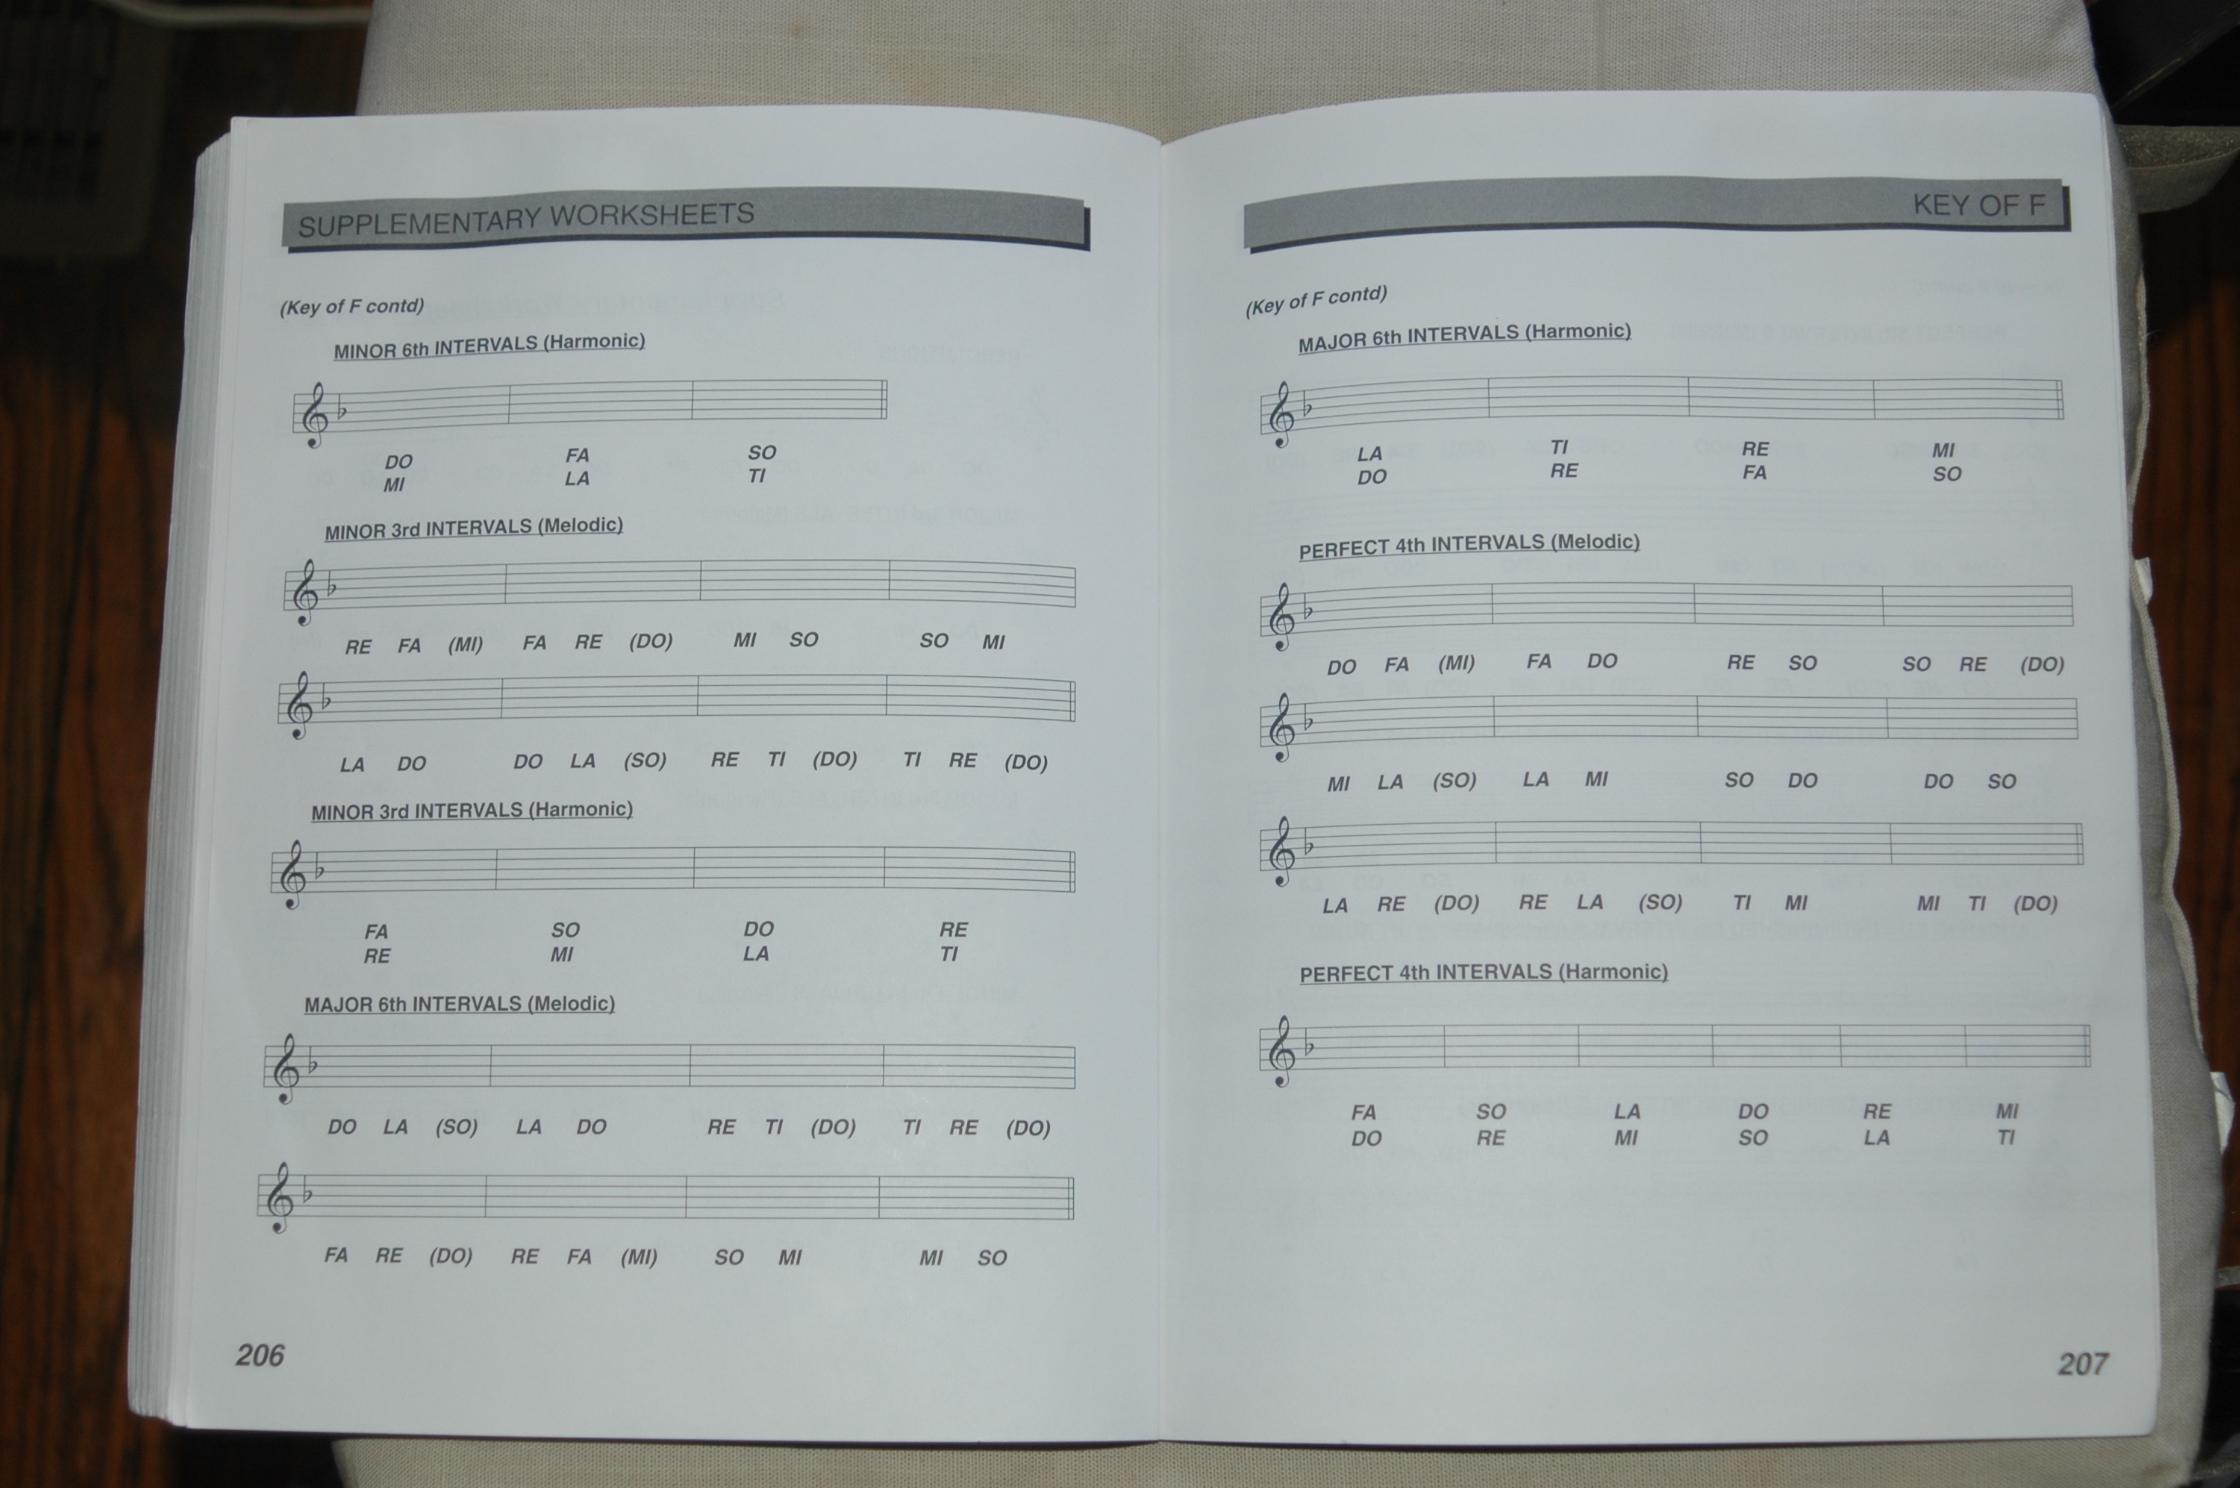 SUPPLEMENTARY WORKSHEETS
(Key of F contd)
MINOR 6th INTERVALS (Harmonic)
DO FA SO
MI LA TI
MINOR 3rd INTERVALS (Melodic)
RE FA (MI) FA RE (DO) MI SO SO MI
LA DO DO LA (SO) RE TI (DO) TI RE (DO)
MINOR 3rd INTERVALS (Harmonic)
FA SO DO RE
RE MI LA TI
MAJOR 6th INTERVALS (Melodic)
DO LA (SO) LA DO RE TI (DO) TI RE (DO)
FA RE (DO) RE FA (MI) SO MI MI SO
206
KEY OF F
(Key of F contd)
MAJOR 6th INTERVALS (Harmonic)
LA TI RE MI
DO RE FA SO
PERFECT 4th INTERVALS (Melodic)
DO FA (MI) FA DO RE SO SO RE (DO)
MI LA (SO) LA MI SO DO DO SO
LA RE (DO) RE LA (SO) TI MI MI TI (DO)
PERFECT 4th INTERVALS (Harmonic)
FA SO LA DO RE MI
DO RE MI SO LA TI
207